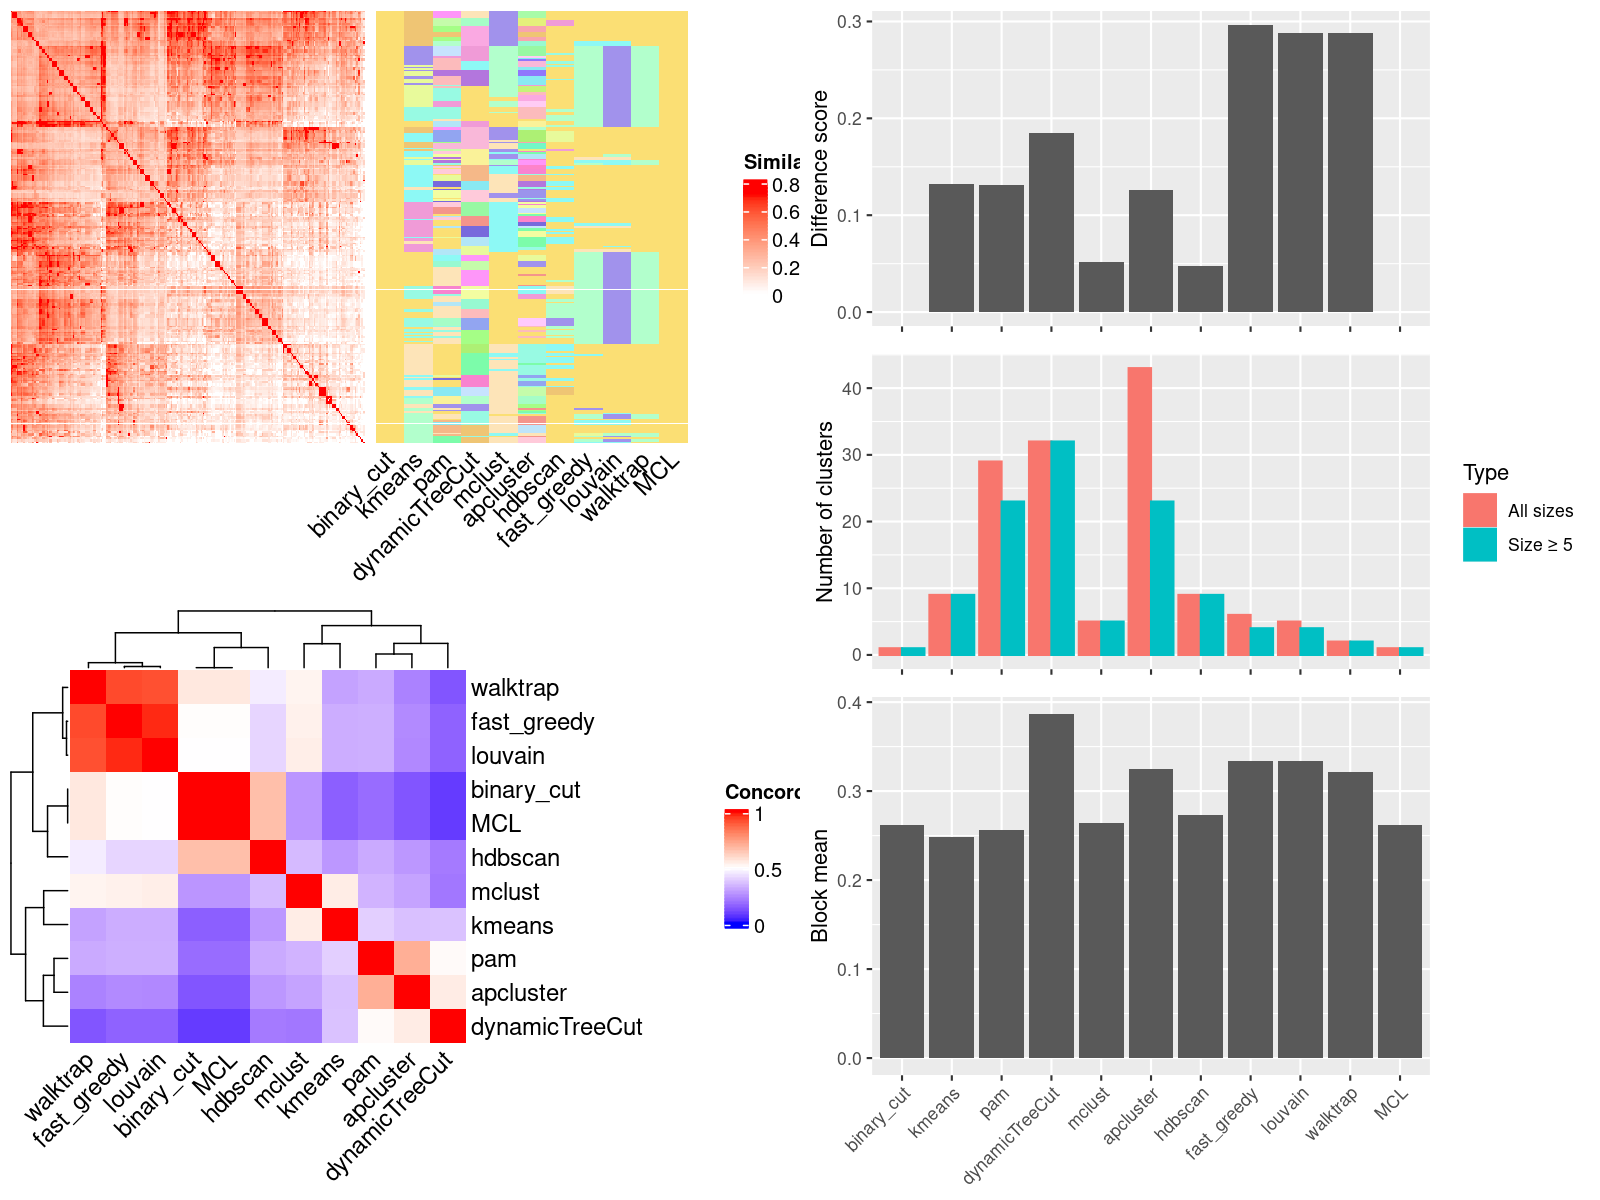 Simila
0.8
0.6
0.4
0.2
0
binary_cut
kmeans
pam
dynamicTreeCut
mclust
apcluster
hdbscan
fast_greedy
louvain
walktrap
MCL
Difference score
0.3
0.2
0.1
0.0
Number of clusters
40
30
20
10
0
Type
All sizes
Size ≥ 5
walktrap
fast_greedy
louvain
binary_cut
MCL
hdbscan
mclust
kmeans
pam
apcluster
dynamicTreeCut
walktrap
fast_greedy
louvain
binary_cut
MCL
hdbscan
mclust
kmeans
pam
apcluster
dynamicTreeCut
Concord
1
0.5
0
Block mean
0.4
0.3
0.2
0.1
0.0
binary_cut
kmeans
pam
dynamicTreeCut
mclust
apcluster
hdbscan
fast_greedy
louvain
walktrap
MCL